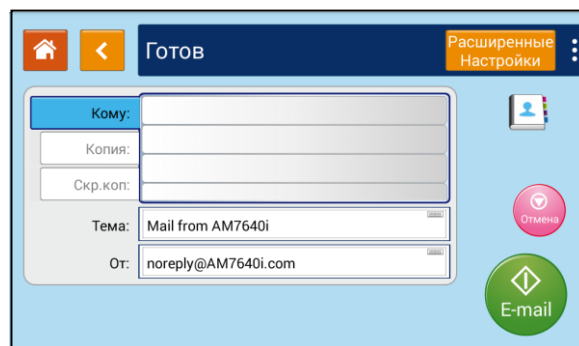 Готов
Расширенные
Настройки
Кому:
Копия:
Скр.коп:
Тема: Mail from AM7640i
От: noreply@AM7640i.com
Отмена
E-mail